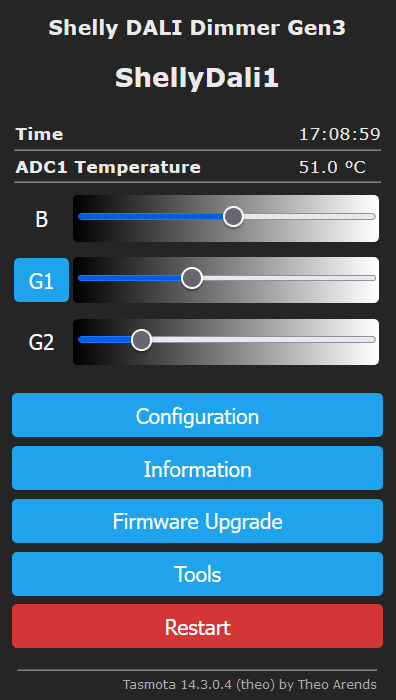 Shelly DALI Dimmer Gen3
ShellyDali1
Time 17:08:59
ADC1 Temperature 51.0 °C
B
G1
G2
Configuration
Information
Firmware Upgrade
Tools
Restart
Tasmota 14.3.0.4 (theo) by Theo Arends